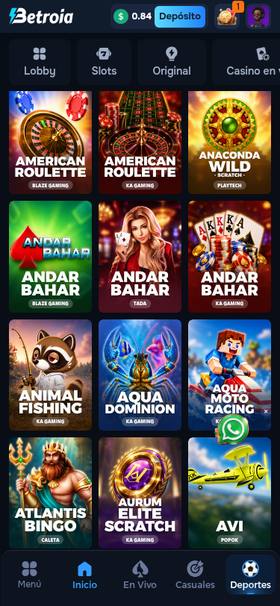 Betroia
$ 0.84 Depósito
1
Lobby
Slots
Original
Casino en
AMERICAN
ROULETTE
BLAZE GAMING
AMERICAN
ROULETTE
KA GAMING
ANACONDA
WILD
SCRATCH
PLAYTECH
ANDAR
BAHAR
ANDAR
BAHAR
BLAZE GAMING
ANDAR
BAHAR
TADA
A K K A
ANDAR
BAHAR
KA GAMING
ANIMAL
FISHING
KA GAMING
AQUA
DOMINION
KA GAMING
AQUA
MOTO
RACING
KA GAMING
ATLANTIS
BINGO
CALETA
AURUM
ELITE
SCRATCH
KA GAMING
AVI
POPOK
Menú
Inicio
En Vivo
Casuales
Deportes